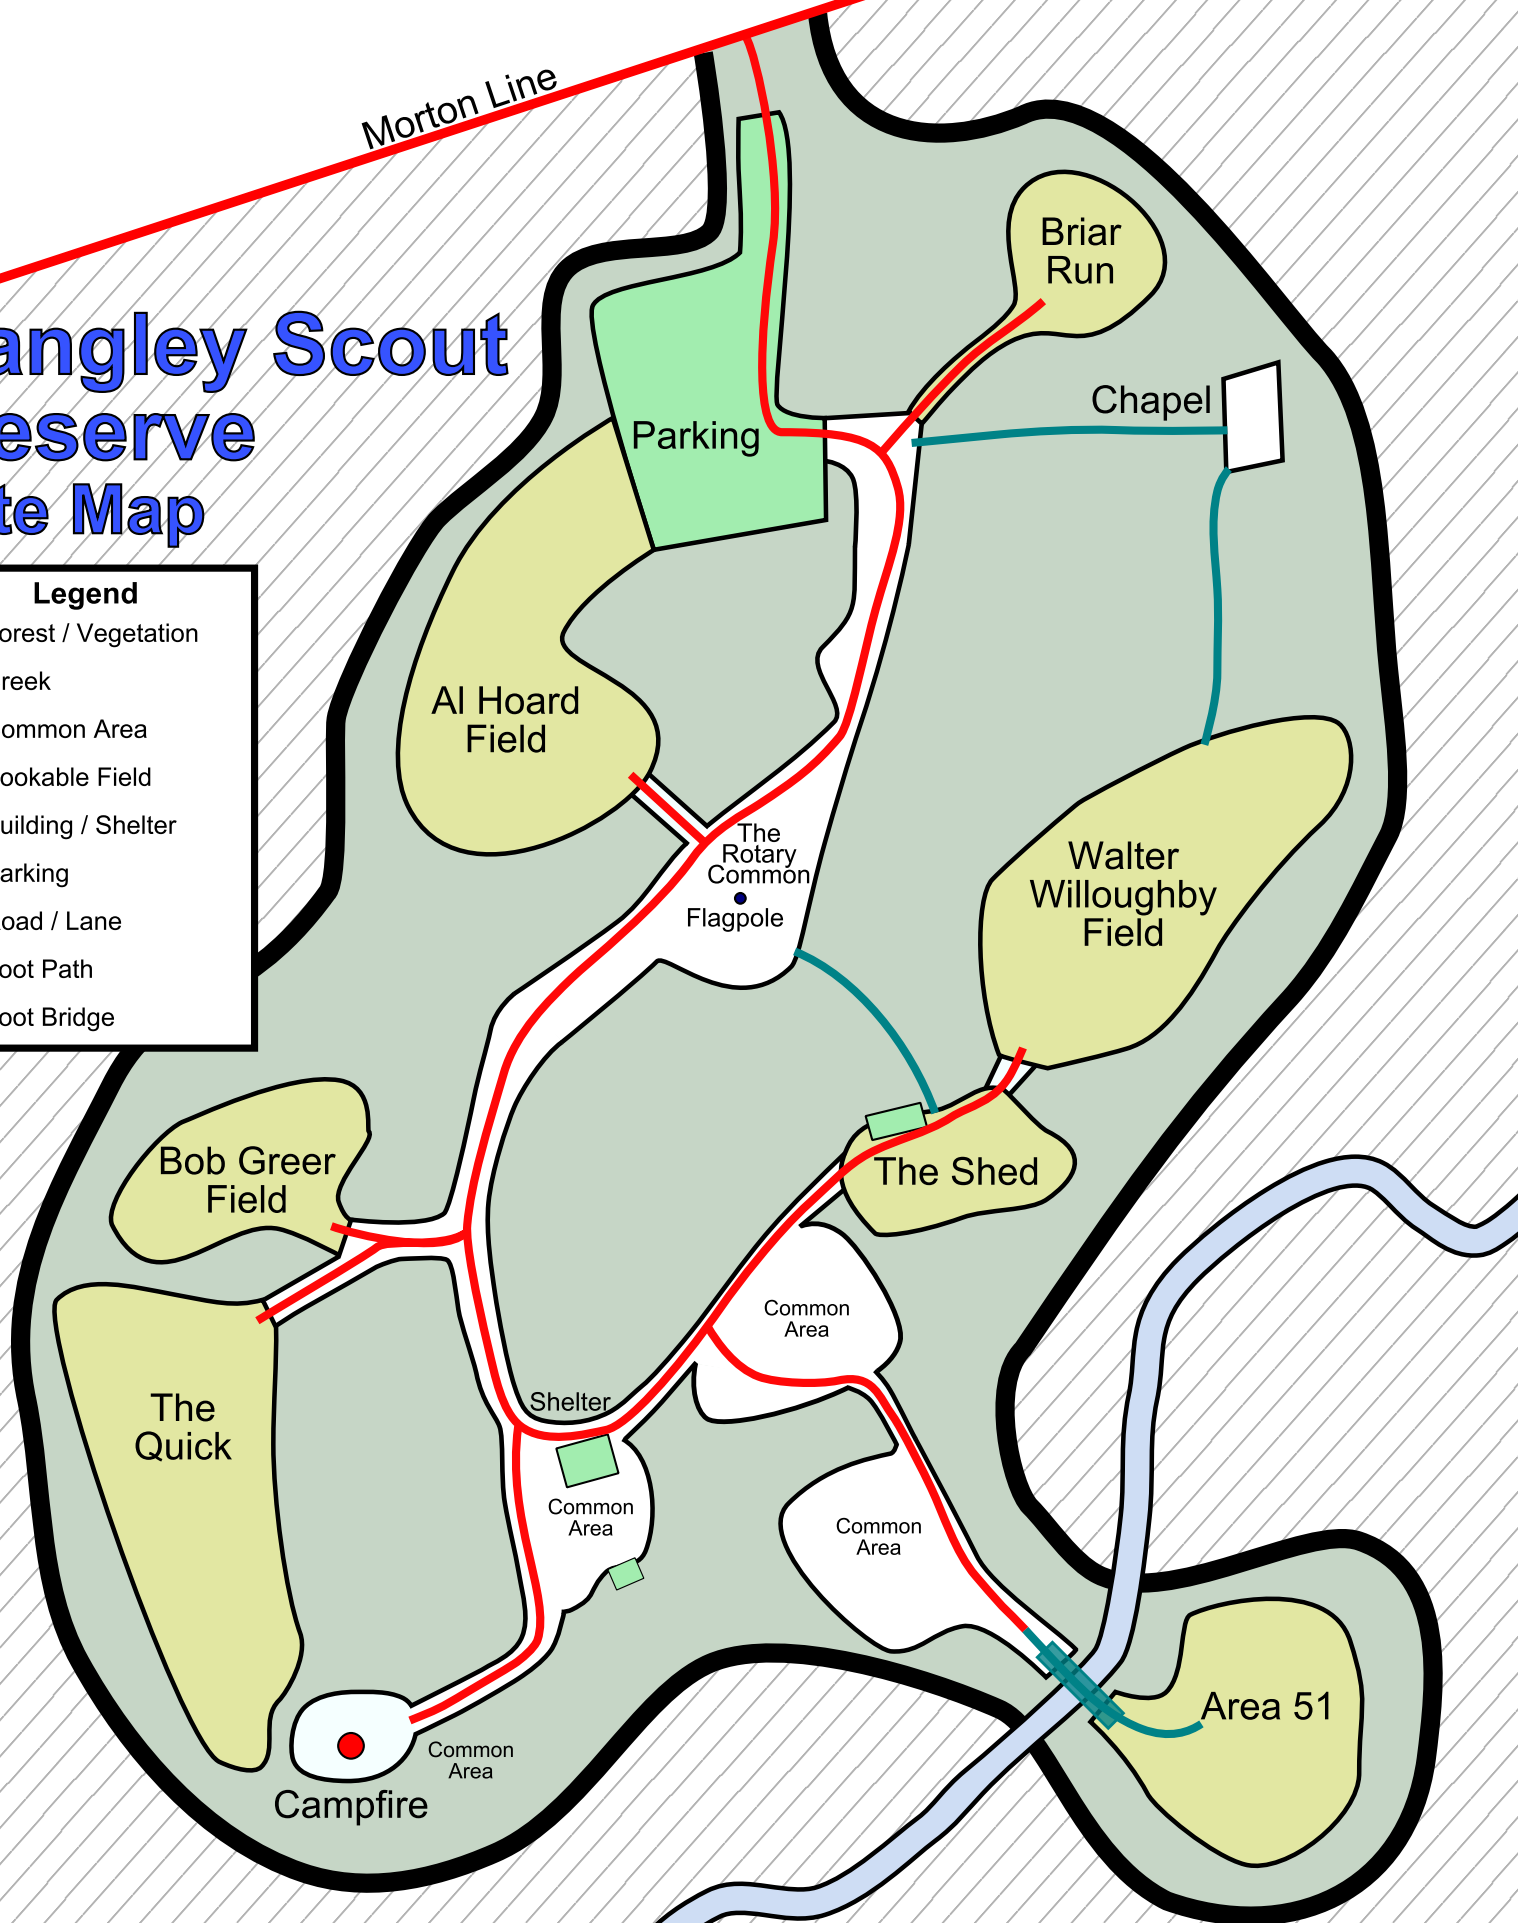 Morton Line
angley Scout
eserve
te Map
Legend
orest / Vegetation
reek
ommon Area
ookable Field
uilding / Shelter
arking
oad / Lane
oot Path
oot Bridge
Briar
Run
Chapel
Parking
Al Hoard
Field
The
Rotary
Common
Flagpole
Walter
Willoughby
Field
Bob Greer
Field
The Shed
Common
Area
The
Quick
Shelter
Common
Area
Common
Area
Area 51
Common
Area
Campfire